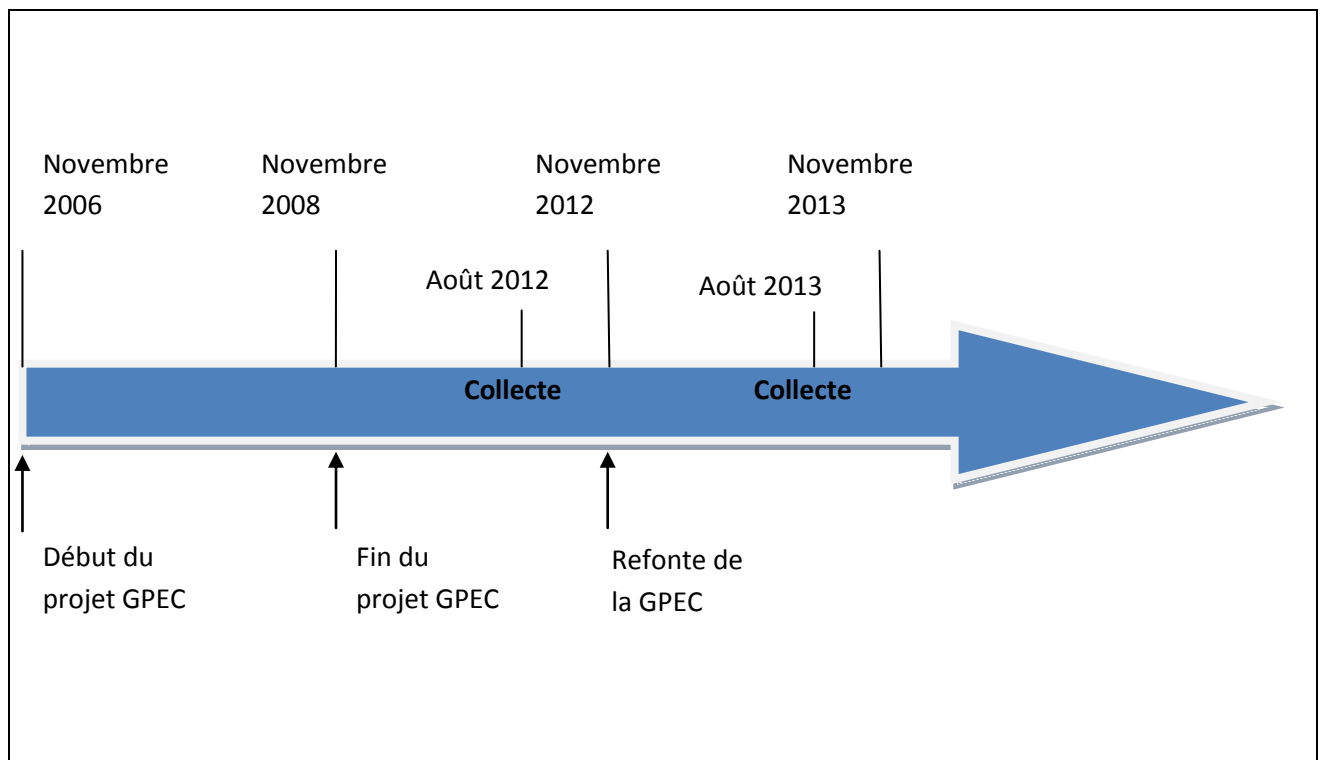 Novembre
2006
Novembre
2008
Novembre
2012
Novembre
2013
Août 2012
Août 2013
Collecte
Collecte
Début du
projet GPEC
Fin du
projet GPEC
Refonte de
la GPEC